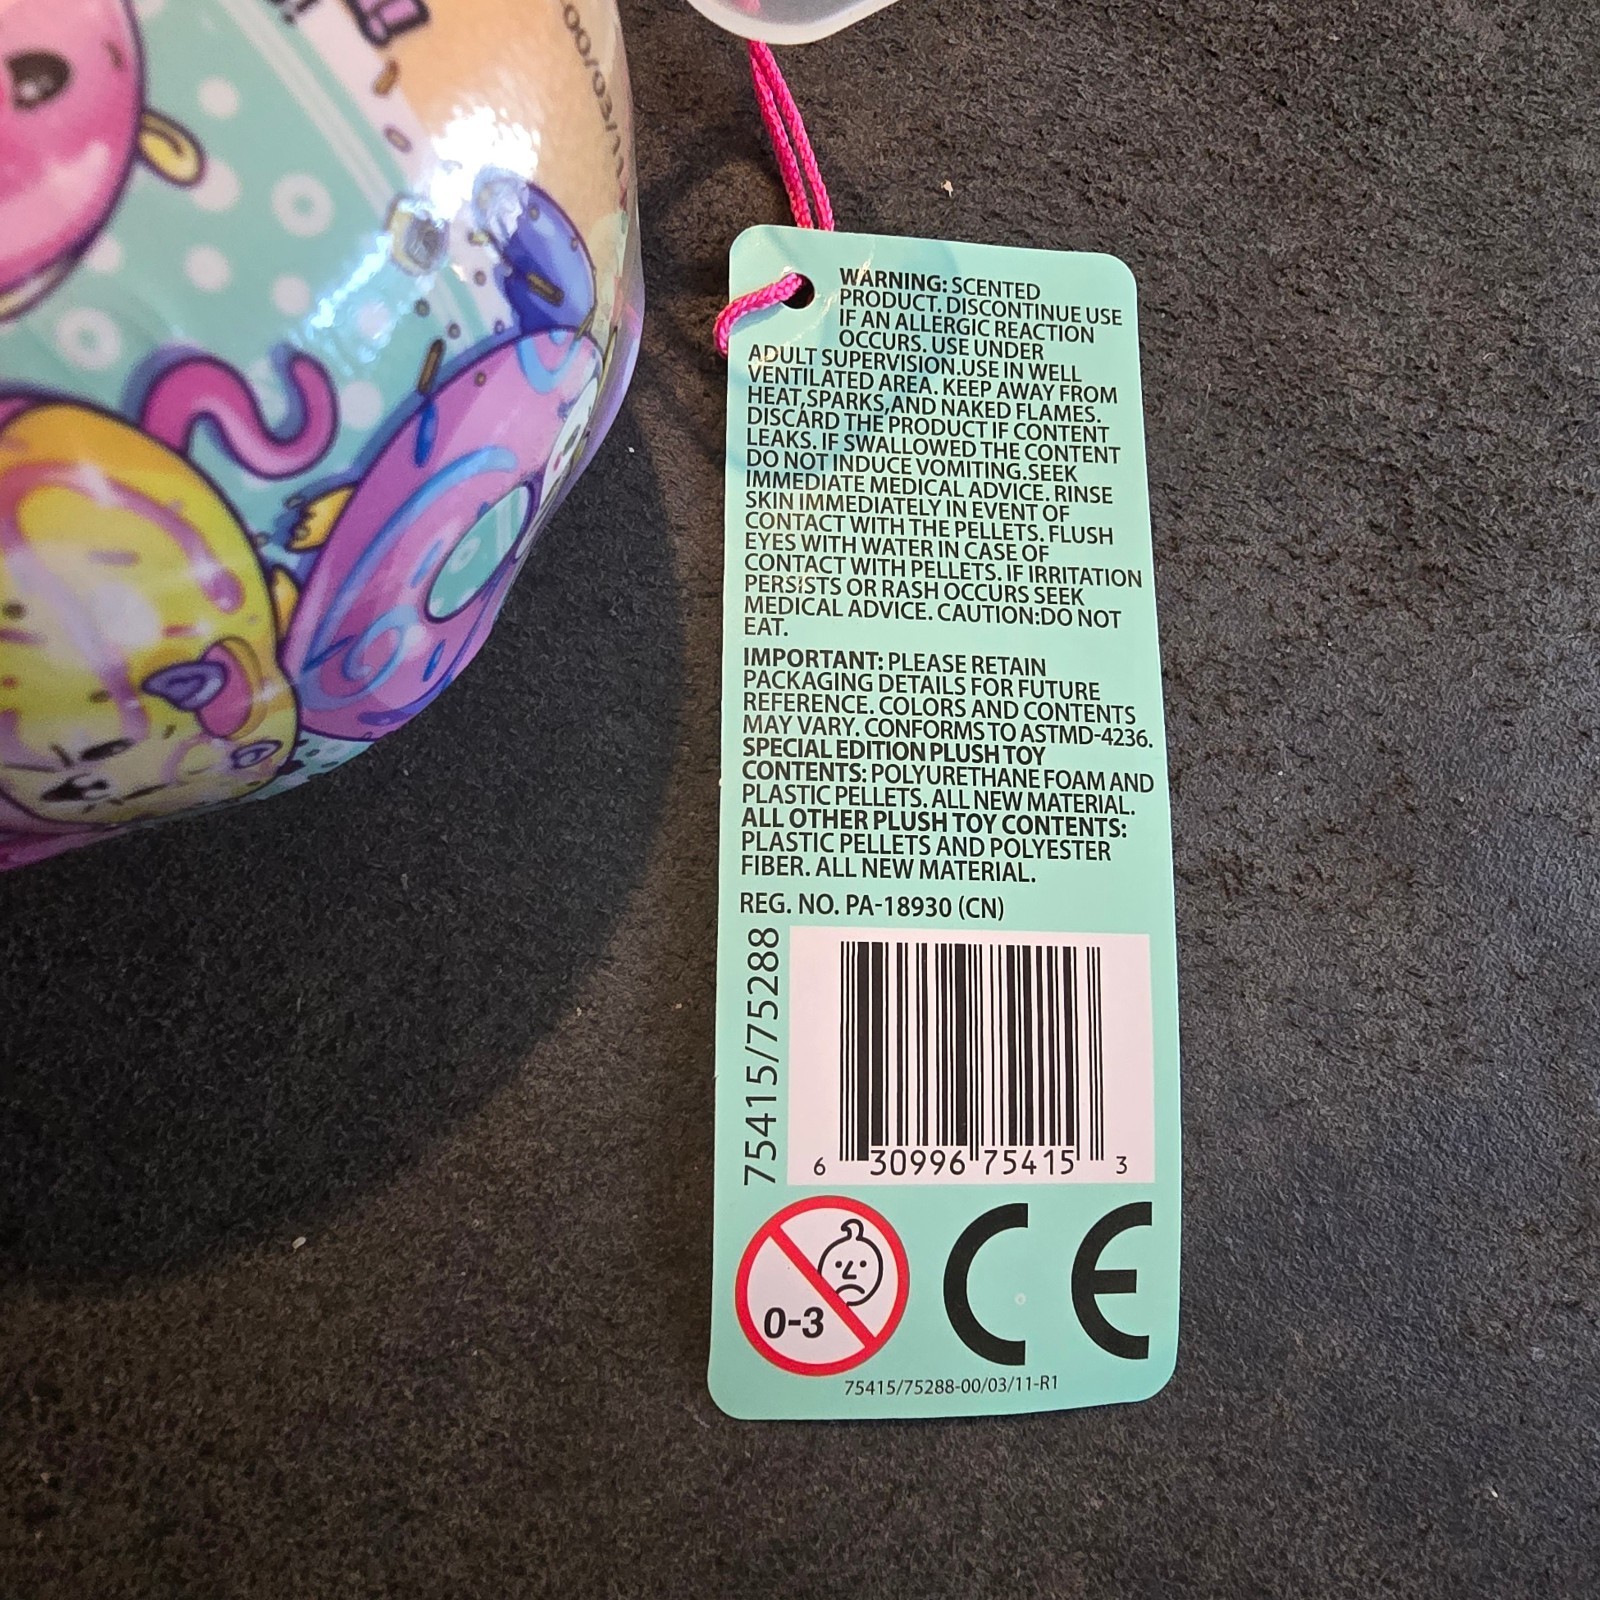 -00/03/11
WARNING: SCENTED
PRODUCT. DISCONTINUE USE
IF AN ALLERGIC REACTION
OCCURS. USE UNDER
ADULT SUPERVISION.USE IN WELL
VENTILATED AREA. KEEP AWAY FROM
HEAT,SPARKS,AND NAKED FLAMES.
DISCARD THE PRODUCT IF CONTENT
LEAKS. IF SWALLOWED THE CONTENT
DO NOT INDUCE VOMITING.SEEK
IMMEDIATE MEDICAL ADVICE. RINSE
SKIN IMMEDIATELY IN EVENT OF
CONTACT WITH THE PELLETS. FLUSH
EYES WITH WATER IN CASE OF
CONTACT WITH PELLETS. IF IRRITATION
PERSISTS OR RASH OCCURS SEEK
MEDICAL ADVICE. CAUTION:DO NOT
EAT.
IMPORTANT: PLEASE RETAIN
PACKAGING DETAILS FOR FUTURE
REFERENCE. COLORS AND CONTENTS
MAY VARY. CONFORMS TO ASTMD-4236.
SPECIAL EDITION PLUSH TOY
CONTENTS: POLYURETHANE FOAM AND
PLASTIC PELLETS. ALL NEW MATERIAL.
ALL OTHER PLUSH TOY CONTENTS:
PLASTIC PELLETS AND POLYESTER
FIBER. ALL NEW MATERIAL.
REG. NO. PA-18930 (CN)
75415/75288
6 30996 75415 3
0-3
CE
75415/75288-00/03/11-R1